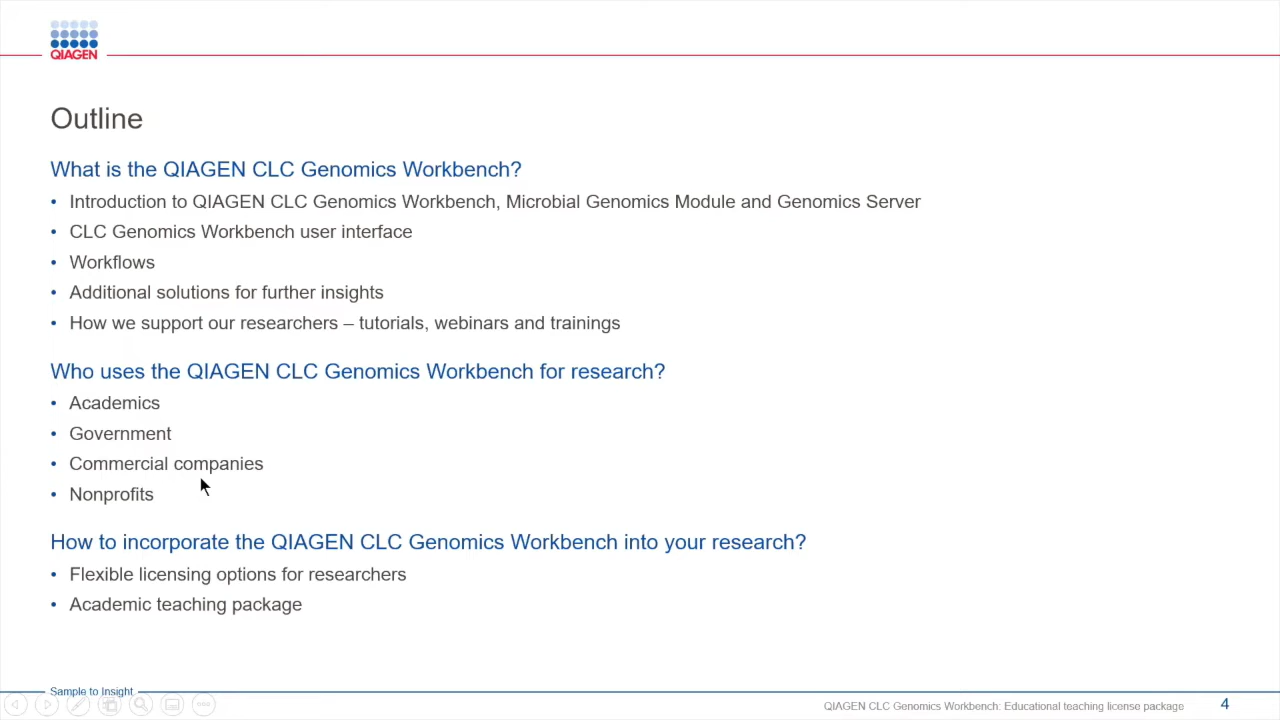 QIAGEN
Outline
What is the QIAGEN CLC Genomics Workbench?
• Introduction to QIAGEN CLC Genomics Workbench, Microbial Genomics Module and Genomics Server
• CLC Genomics Workbench user interface
• Workflows
• Additional solutions for further insights
• How we support our researchers – tutorials, webinars and trainings
Who uses the QIAGEN CLC Genomics Workbench for research?
• Academics
• Government
• Commercial companies
• Nonprofits
How to incorporate the QIAGEN CLC Genomics Workbench into your research?
• Flexible licensing options for researchers
• Academic teaching package
Sample to Insight
QIAGEN CLC Genomics Workbench: Educational teaching license package 4